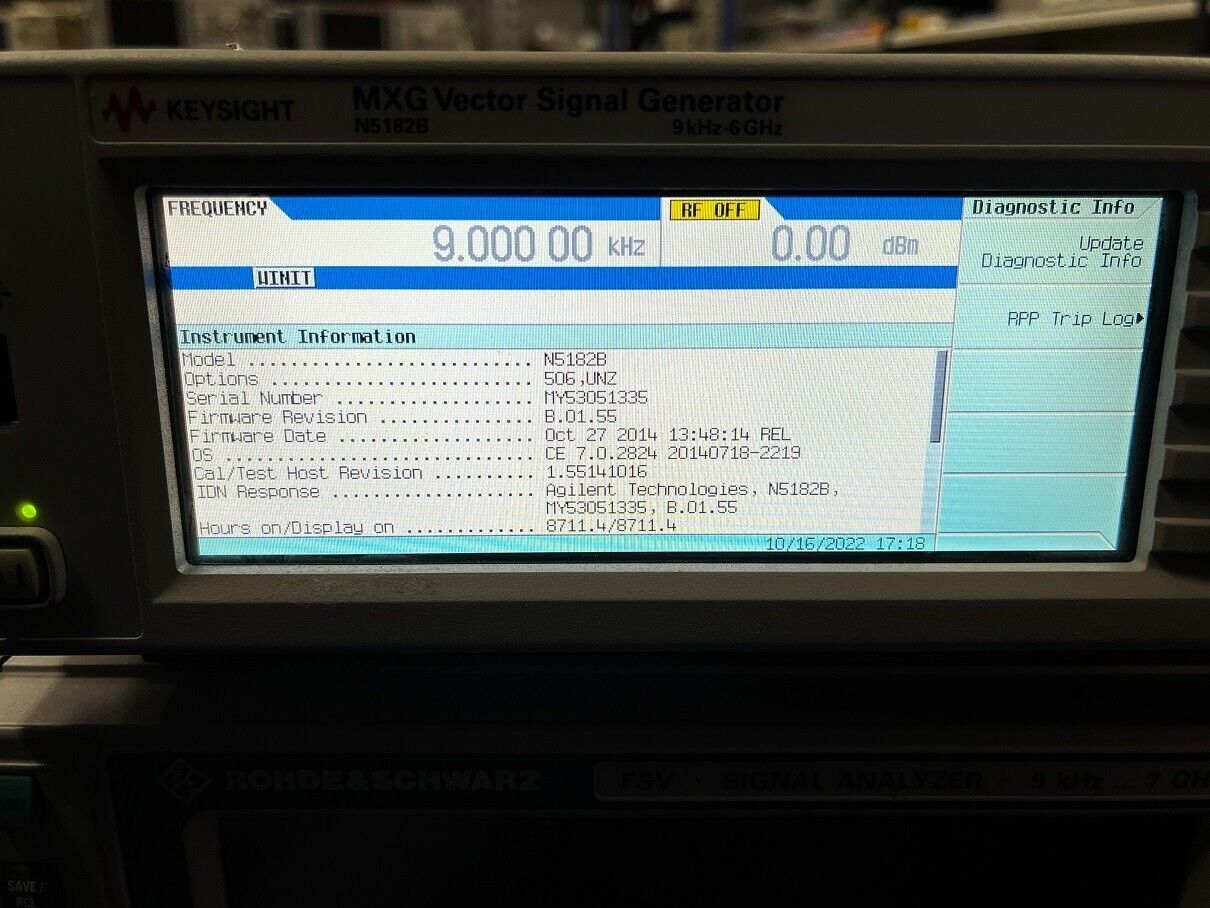 KEYSIGHT
MXG Vector Signal Generator
N5182B 9 kHz-6 GHz
FREQUENCY
9.000 00 kHz
RF OFF
0.00 dBm
WINIT
Instrument Information
Model .............................. N5182B
Options ............................ 506,UNZ
Serial Number ..................... MY53051335
Firmware Revision ................ B.01.55
Firmware Date ..................... Oct 27 2014 13:48:14 REL
OS .................................. CE 7.0.2824 20140718-2219
Cal/Test Host Revision .......... 1.55141016
IDN Response ...................... Agilent Technologies, N5182B,
MY53051335, B.01.55
Hours on/Display on ............. 8711.4/8711.4
10/16/2022 17:18
Diagnostic Info
Update
Diagnostic Info
RPP Trip Log
ROHDE&SCHWARZ
FSV · SIGNAL ANALYZER · 9 kHz ... 7 GH
SAVE/
RCL